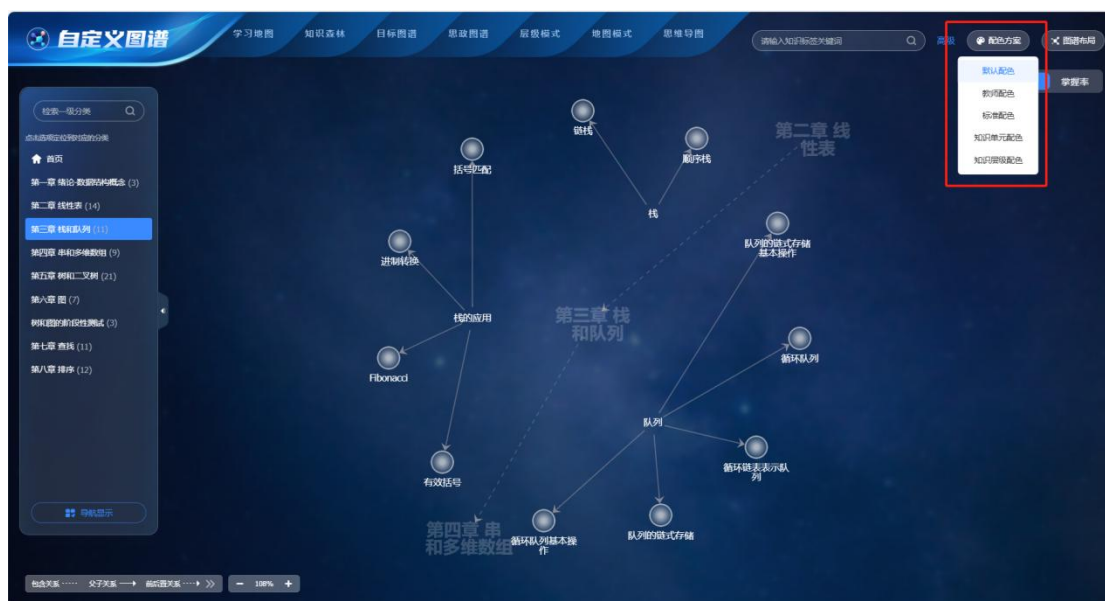 自定义图谱
学习地图 知识森林 目标图谱 思政图谱 层级模式 地图模式 思维导图
请输入知识标签关键词
高级
配色方案
图谱布局
默认配色
教师配色
标准配色
知识单元配色
知识层级配色
掌握率
检索一级分类
点击选项定位到对应的分类
首页
第一章 绪论-数据结构概念 (3)
第二章 线性表 (14)
第三章 栈和队列 (11)
第四章 串和多维数组 (9)
第五章 树和二叉树 (21)
第六章 图 (7)
树和图的阶段性测试 (3)
第七章 查找 (11)
第八章 排序 (12)
导航显示
链栈
顺序栈
第二章 线
性表
括号匹配
栈
队列的链式存储
基本操作
进制转换
栈的应用
第三章 栈
和队列
循环队列
Fibonacci
队列
循环链表表示队
列
有效括号
第四章 串
和多维数组
循环队列基本操
作
队列的链式存储
包含关系 父子关系 前后置关系
- 108% +